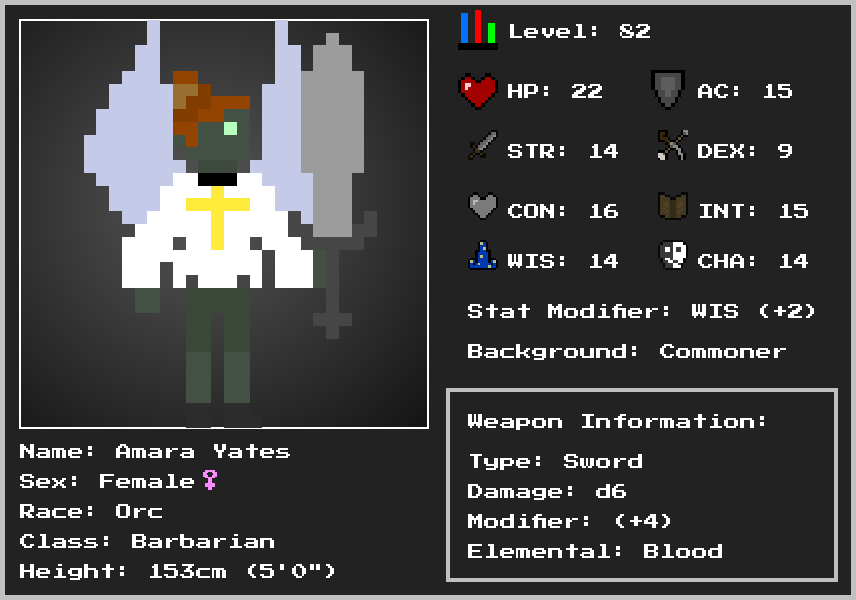 Level: 82
HP: 22 AC: 15
STR: 14 DEX: 9
CON: 16 INT: 15
WIS: 14 CHA: 14
Stat Modifier: WIS (+2)
Background: Commoner
Weapon Information:
Type: Sword
Damage: d6
Modifier: (+4)
Elemental: Blood
Name: Amara Yates
Sex: Female♀
Race: Orc
Class: Barbarian
Height: 153cm (5'0")